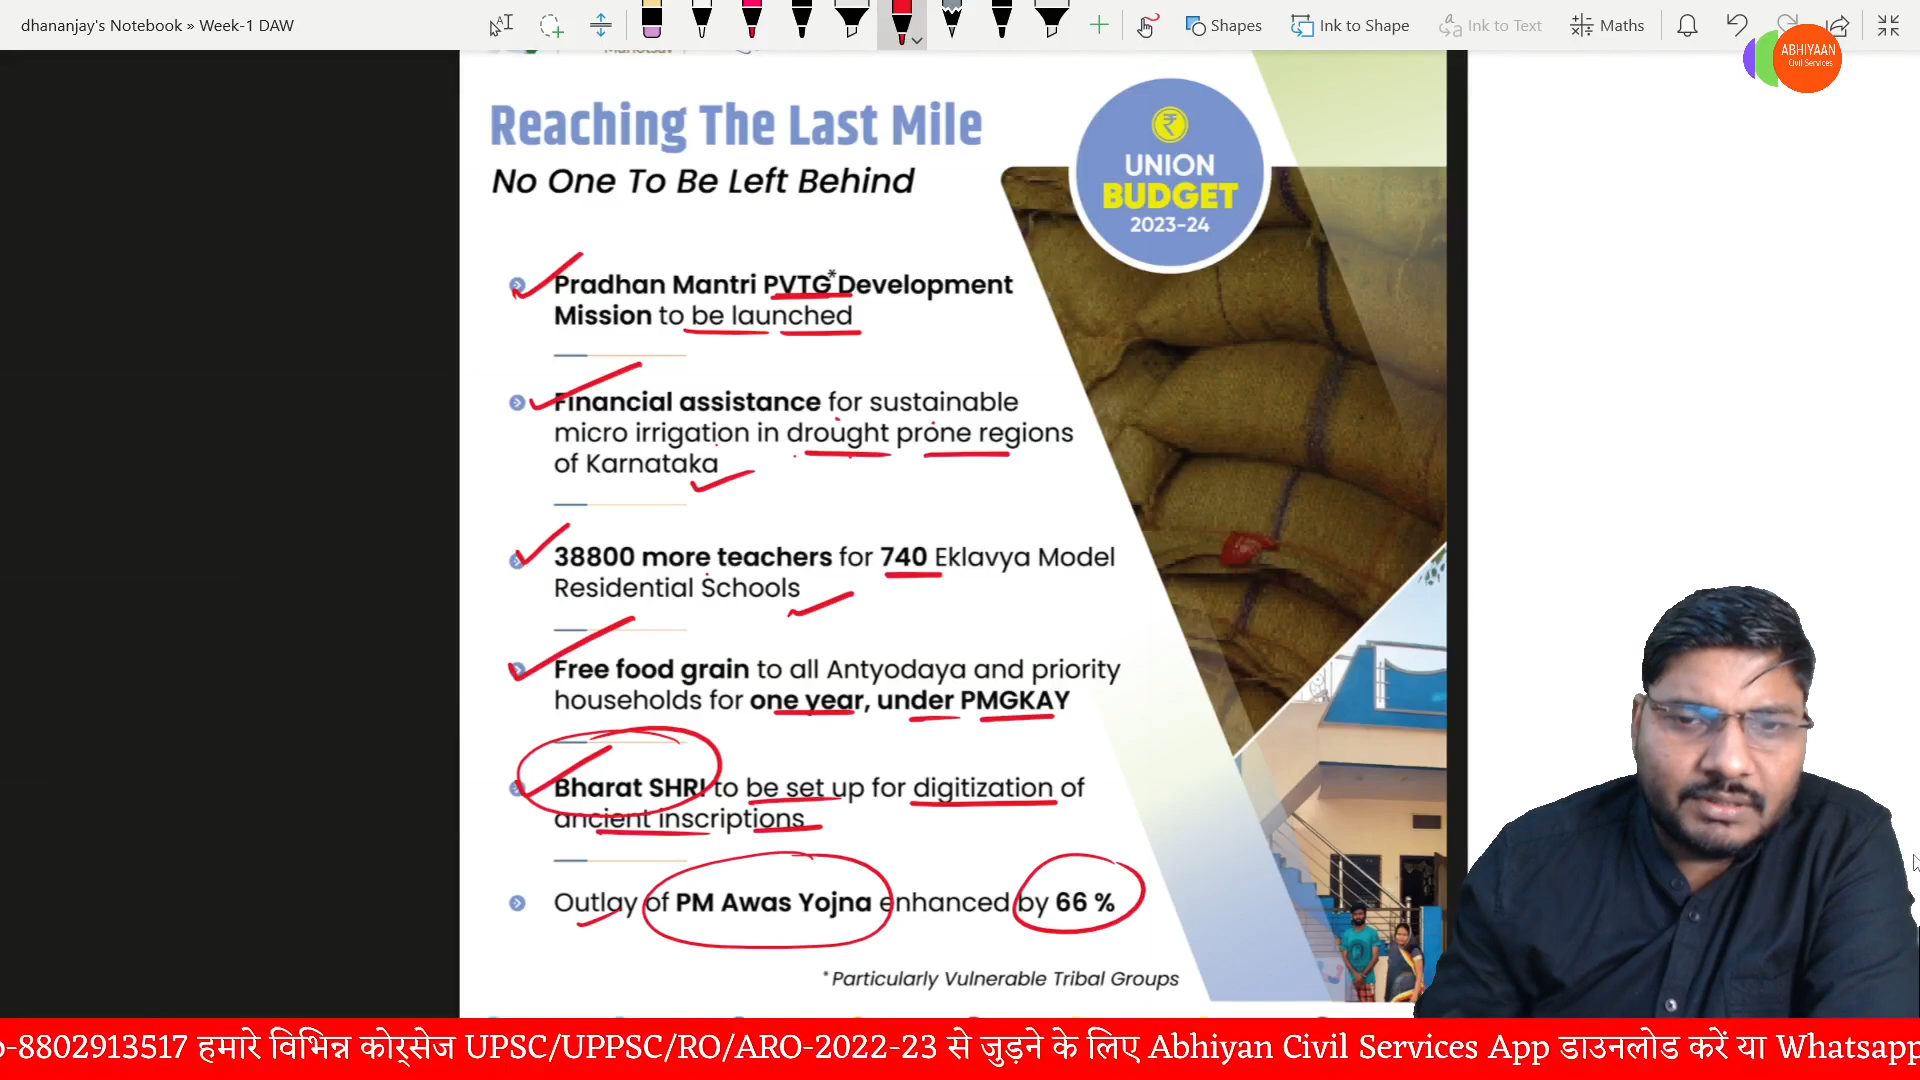 dhananjay's Notebook » Week-1 DAW
Shapes
Ink to Shape
Ink to Text
Maths
ABHIYAAN
Civil Services
Reaching The Last Mile
No One To Be Left Behind
₹
UNION
BUDGET
2023-24
Pradhan Mantri PVTG* Development
Mission to be launched
Financial assistance for sustainable
micro irrigation in drought prone regions
of Karnataka
38800 more teachers for 740 Eklavya Model
Residential Schools
Free food grain to all Antyodaya and priority
households for one year, under PMGKAY
Bharat SHRI to be set up for digitization of
ancient inscriptions
Outlay of PM Awas Yojna enhanced by 66 %
*Particularly Vulnerable Tribal Groups
-8802913517 हमारे विभिन्न कोर्सेज UPSC/UPPSC/RO/ARO-2022-23 से जुड़ने के लिए Abhiyan Civil Services App डाउनलोड करें या Whatsapp